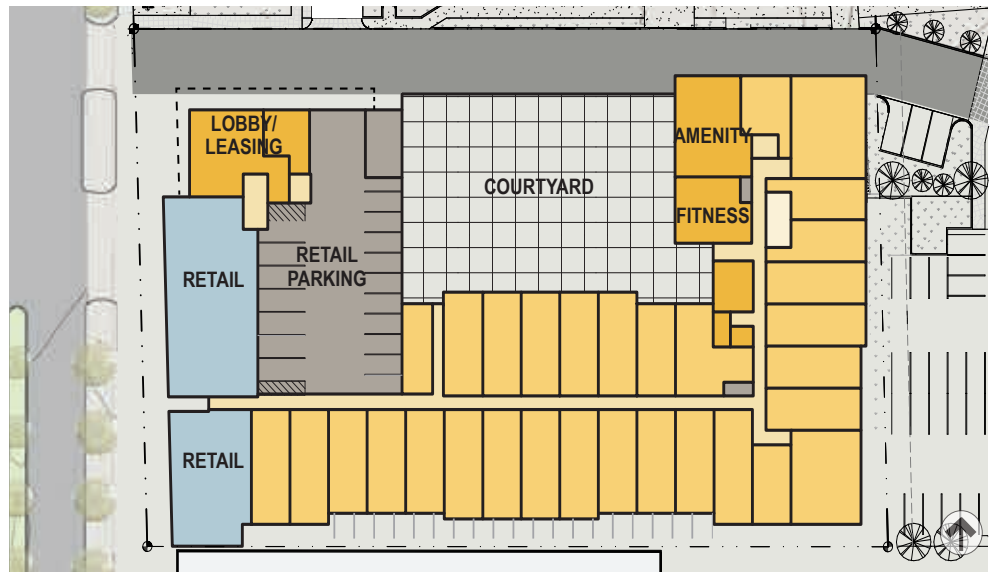 LOBBY/
LEASING
AMENITY
COURTYARD
FITNESS
RETAIL
PARKING
RETAIL
RETAIL